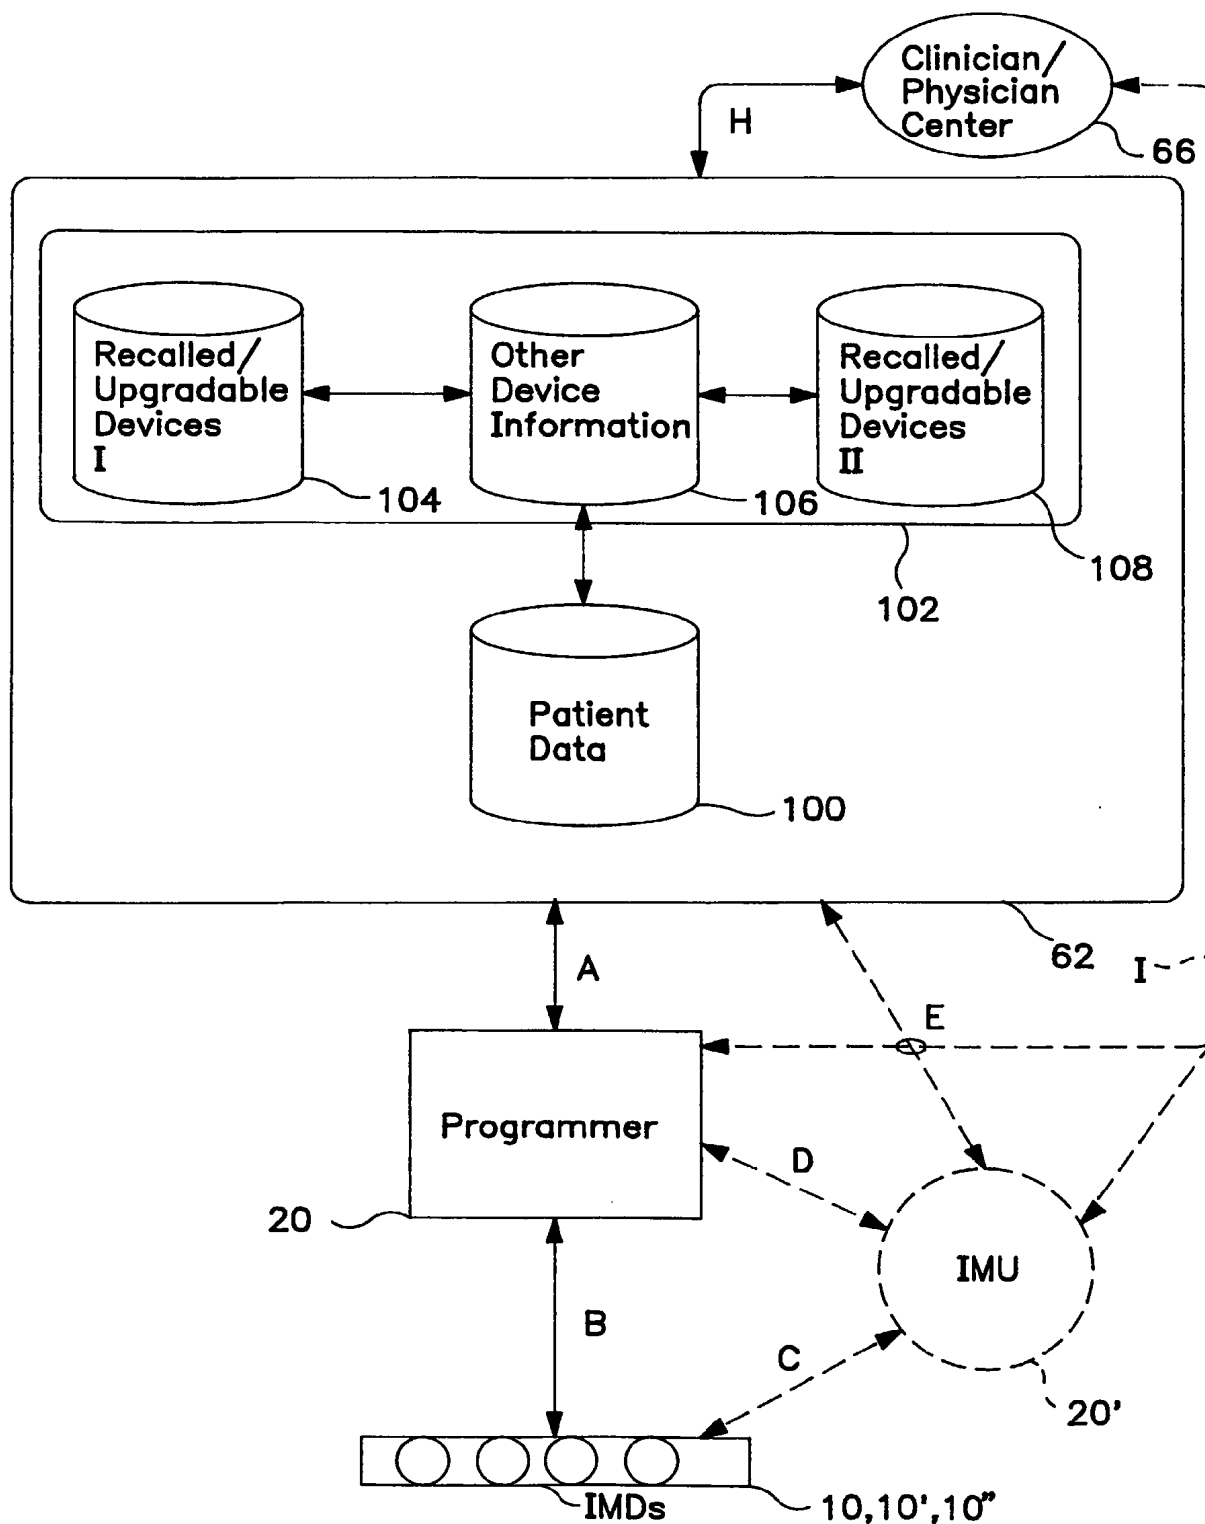 Clinician/
Physician
Center
H
66
Recalled/
Upgradable
Devices
I
Other
Device
Information
Recalled/
Upgradable
Devices
II
104
106
108
102
Patient
Data
100
62
I
A
E
Programmer
D
20
IMU
B
C
20'
IMDs
10,10',10"